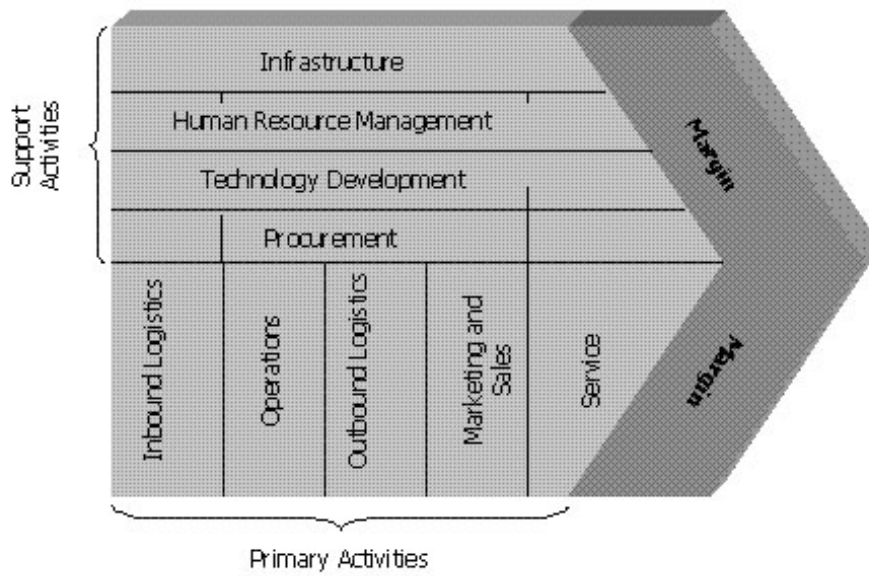 Support
Activities
Infrastructure
Human Resource Management
Technology Development
Procurement
Inbound Logistics
Operations
Outbound Logistics
Marketing and
Sales
Service
Margin
Margin
Primary Activities